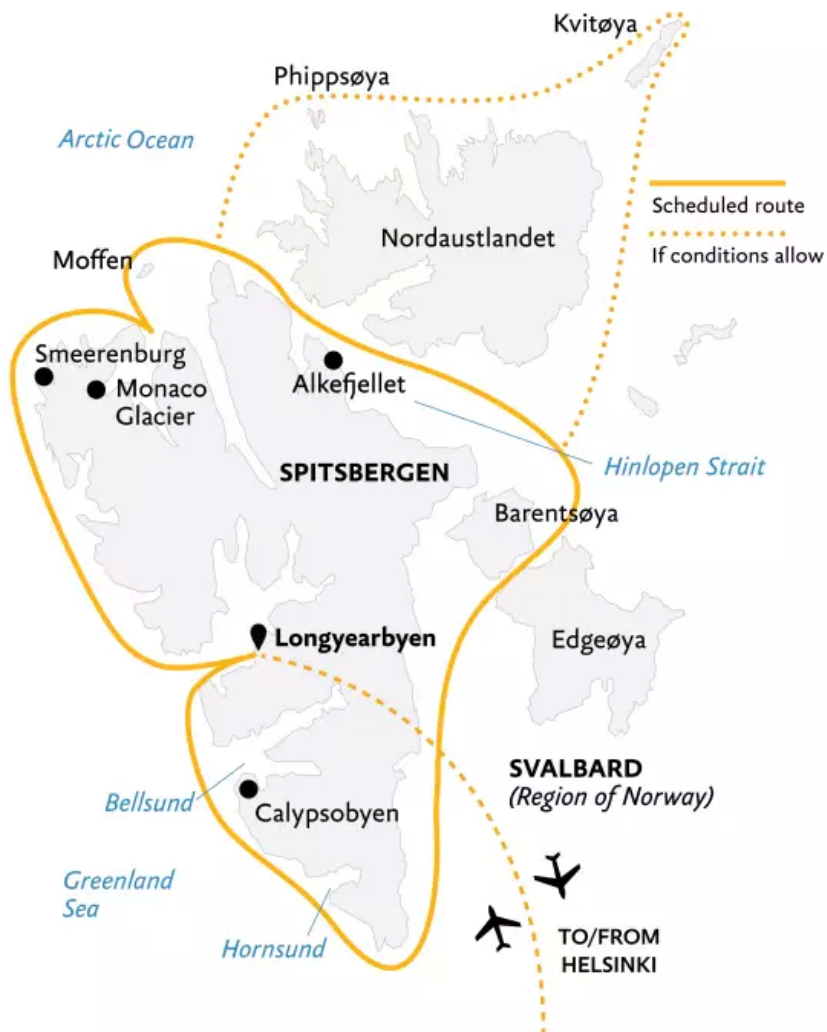 Kvitøya
Phippsøya
Arctic Ocean
Scheduled route
Nordaustlandet
If conditions allow
Moffen
Smeerenburg
Monaco
Glacier
Alkefjellet
SPITSBERGEN
Hinlopen Strait
Barentsøya
Longyearbyen
Edgeøya
SVALBARD
(Region of Norway)
Bellsund
Calypsobyen
Greenland
Sea
Hornsund
TO/FROM
HELSINKI